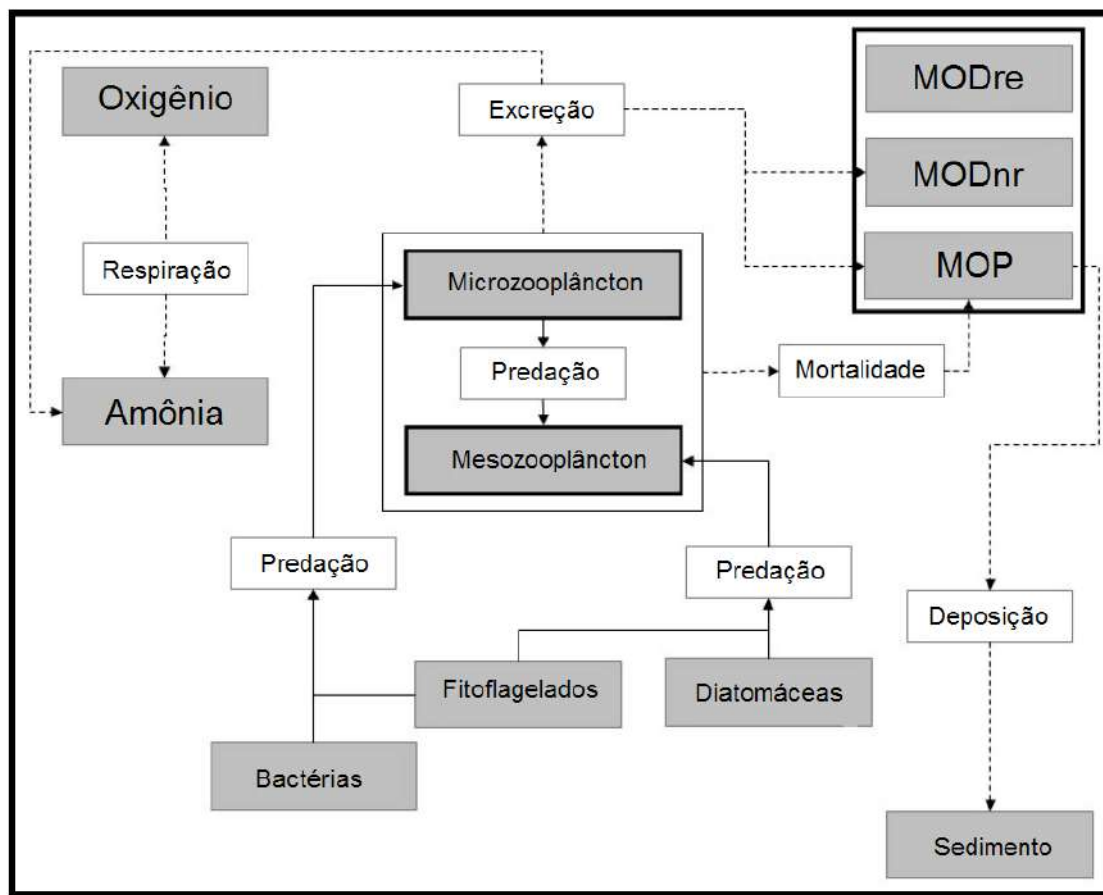 Oxigênio
Excreção
MODre
MODnr
MOP
Respiração
Microzooplâncton
Predação
Mortalidade
Amônia
Mesozooplâncton
Predação
Predação
Deposição
Fitoflagelados
Diatomáceas
Bactérias
Sedimento